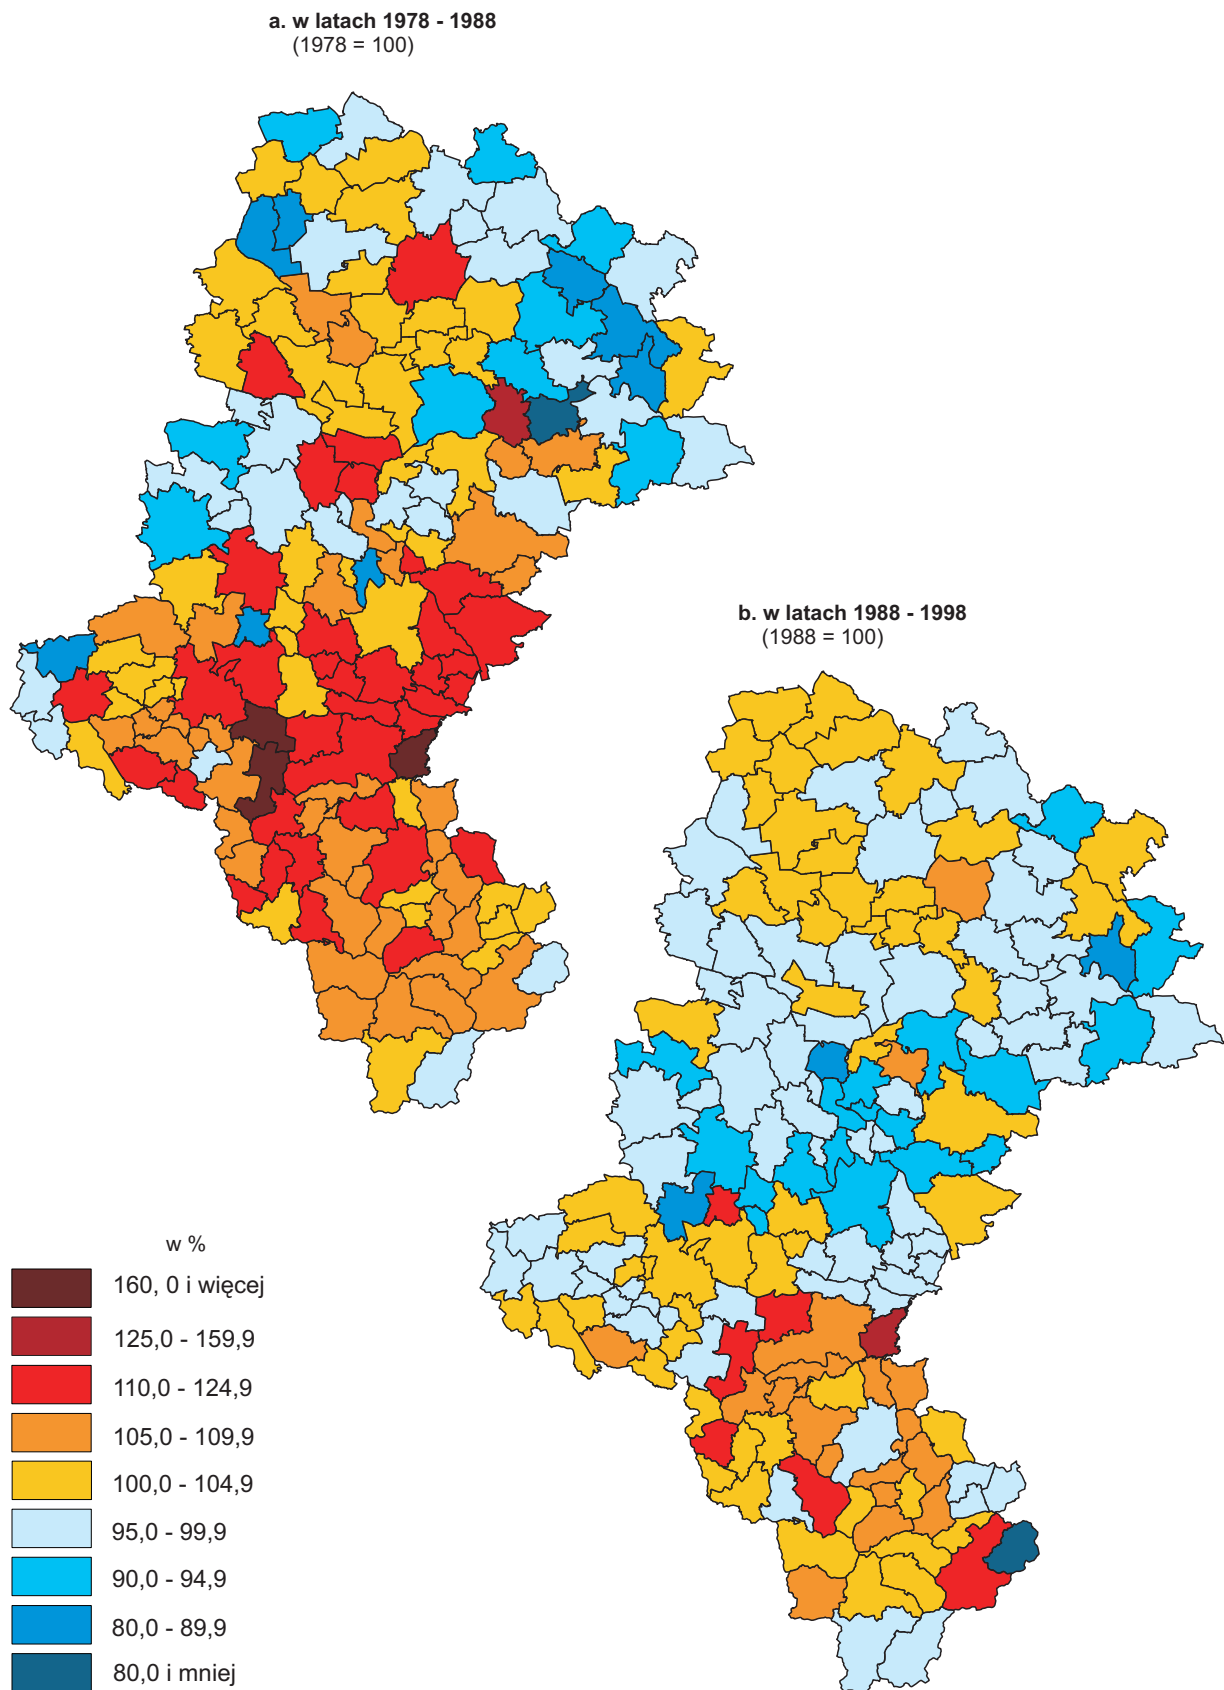 a. w latach 1978 - 1988
(1978 = 100)
b. w latach 1988 - 1998
(1988 = 100)
w %
160, 0 i więcej
125,0 - 159,9
110,0 - 124,9
105,0 - 109,9
100,0 - 104,9
95,0 - 99,9
90,0 - 94,9
80,0 - 89,9
80,0 i mniej